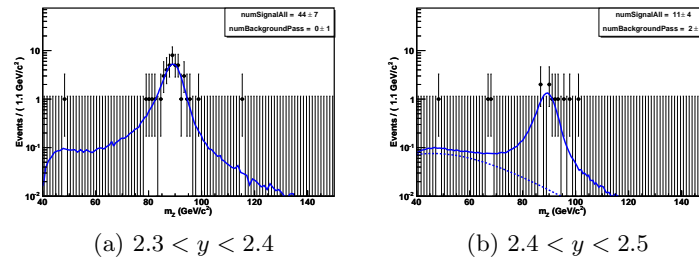 numSignalAll = 44 ± 7
numBackgroundPass = 0 ± 1
Events / ( 1.1 GeV/c²)
10
1
10⁻¹
10⁻²
40 60 80 100 120 140
m_Z (GeV/c²)
(a) 2.3 < y < 2.4
numSignalAll = 11 ± 4
numBackgroundPass = 2 ±
Events / ( 1.1 GeV/c²)
10
1
10⁻¹
10⁻²
40 60 80 100 120 140
m_Z (GeV/c²)
(b) 2.4 < y < 2.5